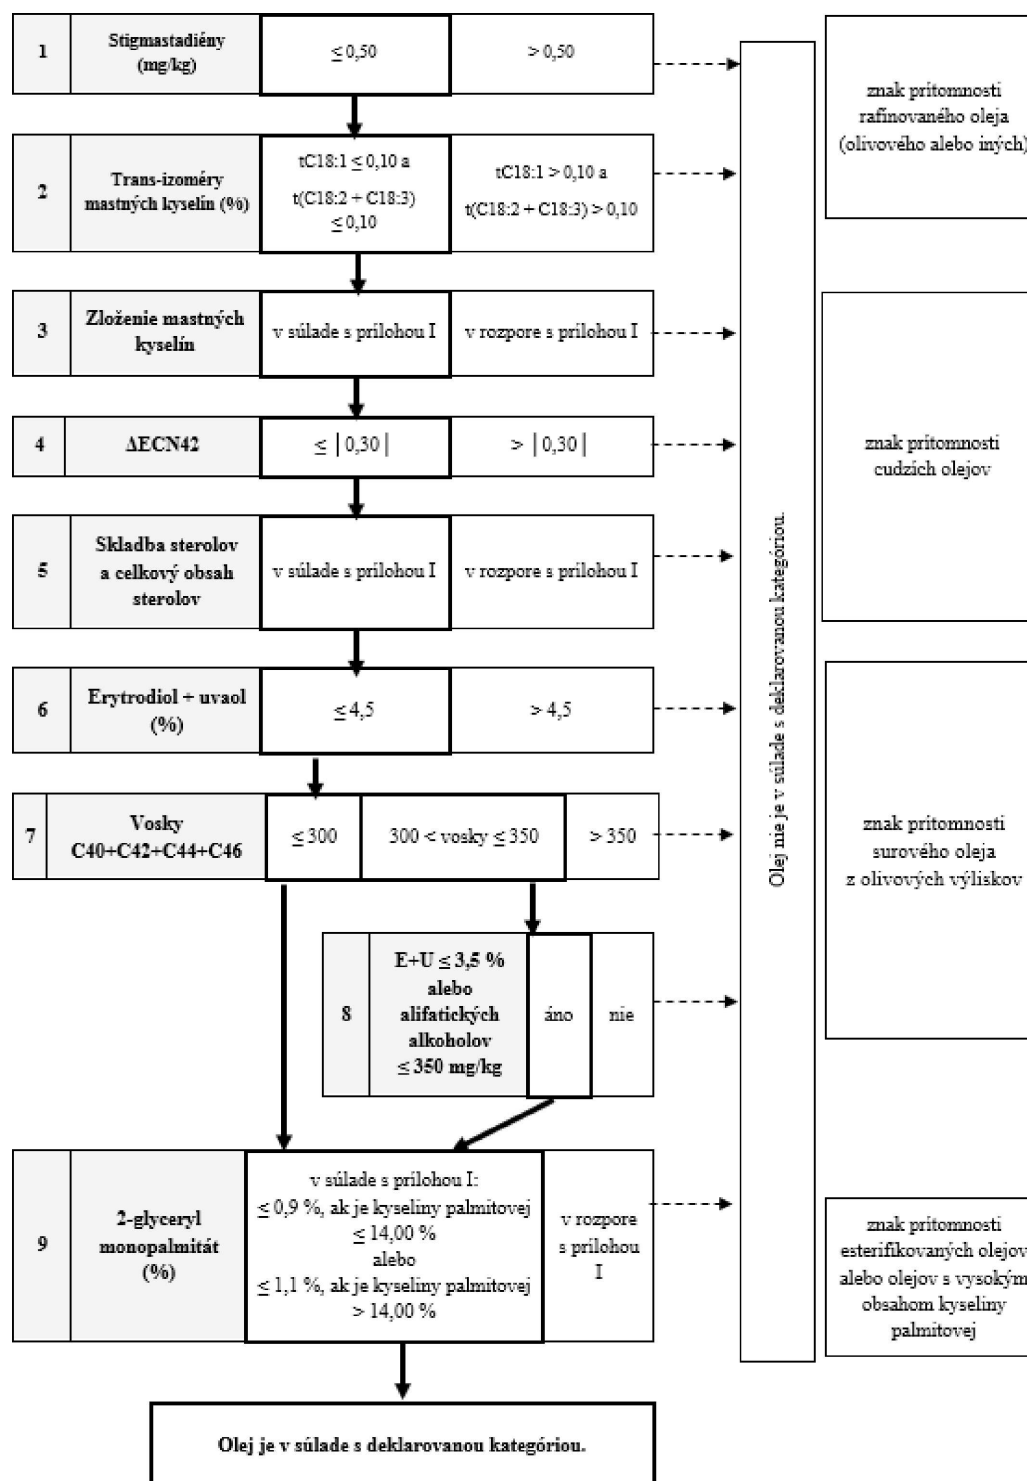 1
Stigmastadiény
(mg/kg)
≤ 0,50
> 0,50
2
Trans-izoméry
mastných kyselín (%)
tC18:1 ≤ 0,10 a
t(C18:2 + C18:3)
≤ 0,10
tC18:1 > 0,10 a
t(C18:2 + C18:3) > 0,10
znak prítomnosti
rafinovaného oleja
(olivového alebo iných)
3
Zloženie mastných
kyselín
v súlade s prílohou I
v rozpore s prílohou I
4
ΔECN42
≤ |0,30|
> |0,30|
znak prítomnosti
cudzích olejov
5
Skladba sterolov
a celkový obsah
sterolov
v súlade s prílohou I
v rozpore s prílohou I
Olej nie je v súlade s deklarovanou kategóriou.
6
Erytrodiol + uvaol
(%)
≤ 4,5
> 4,5
7
Vosky
C40+C42+C44+C46
≤ 300
300 < vosky ≤ 350
> 350
znak prítomnosti
surového oleja
z olivových výliskov
8
E+U ≤ 3,5 %
alebo
alifatických
alkoholov
≤ 350 mg/kg
áno
nie
9
2-glyceryl
monopalmitát
(%)
v súlade s prílohou I:
≤ 0,9 %, ak je kyseliny palmitovej
≤ 14,00 %
alebo
≤ 1,1 %, ak je kyseliny palmitovej
> 14,00 %
v rozpore
s prílohou
I
znak prítomnosti
esterifikovaných olejov
alebo olejov s vysokým
obsahom kyseliny
palmitovej
Olej je v súlade s deklarovanou kategóriou.